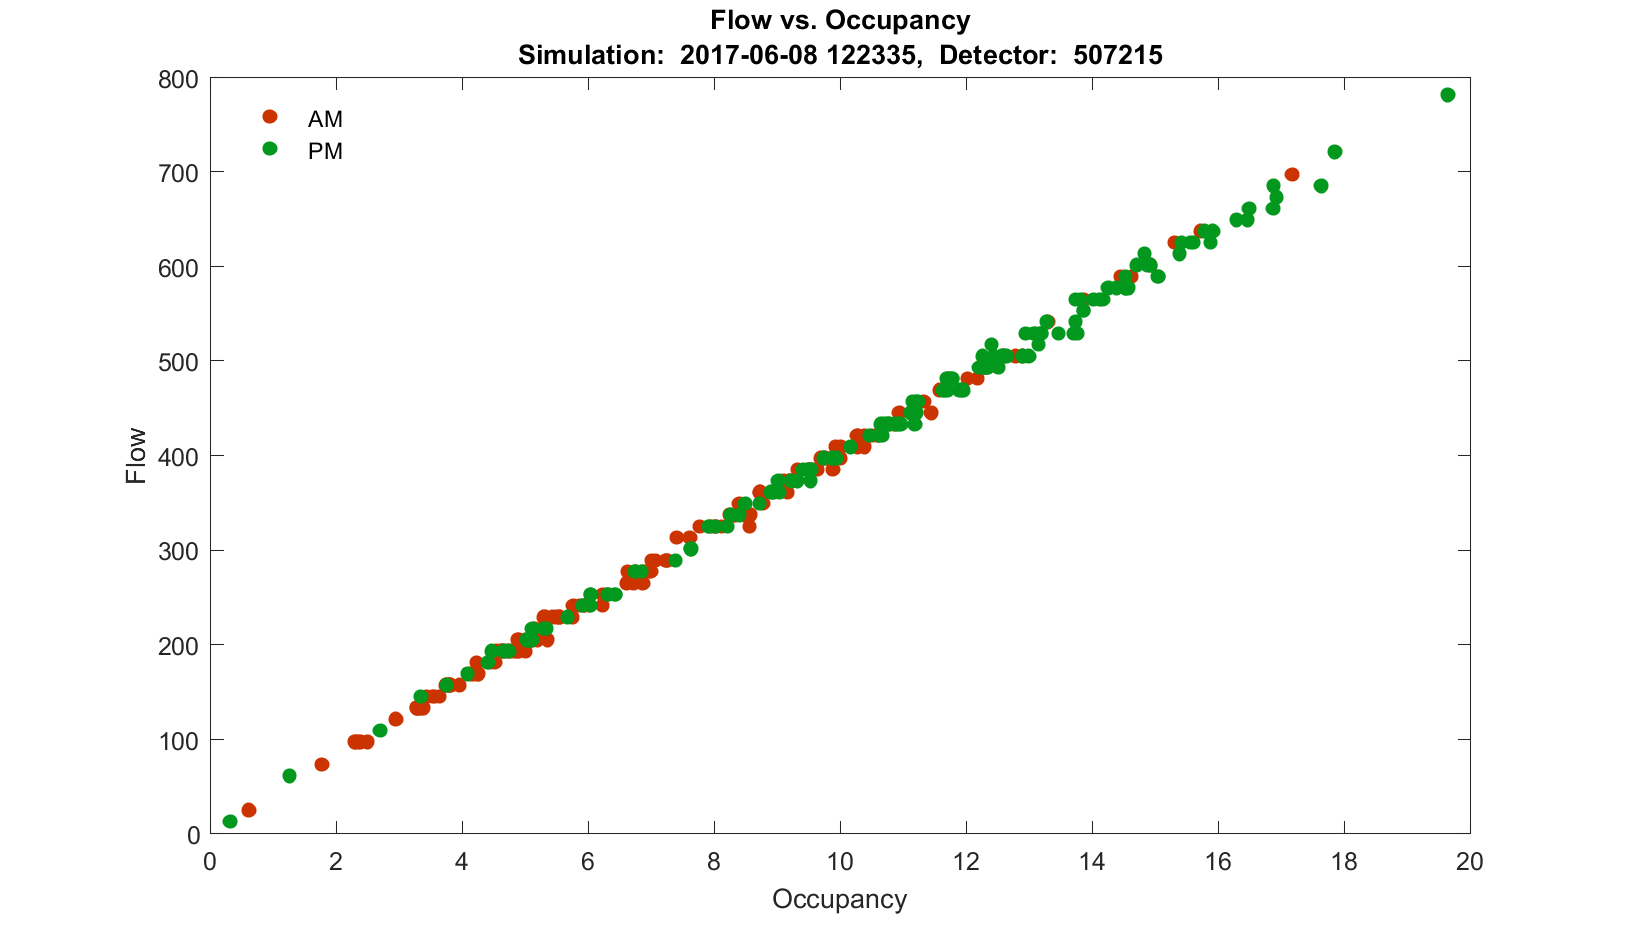 Flow vs. Occupancy
Simulation:  2017-06-08 122335,  Detector:  507215
800
AM
PM
700
600
500
400
Flow
300
200
100
0
0 2 4 6 8 10 12 14 16 18 20
Occupancy